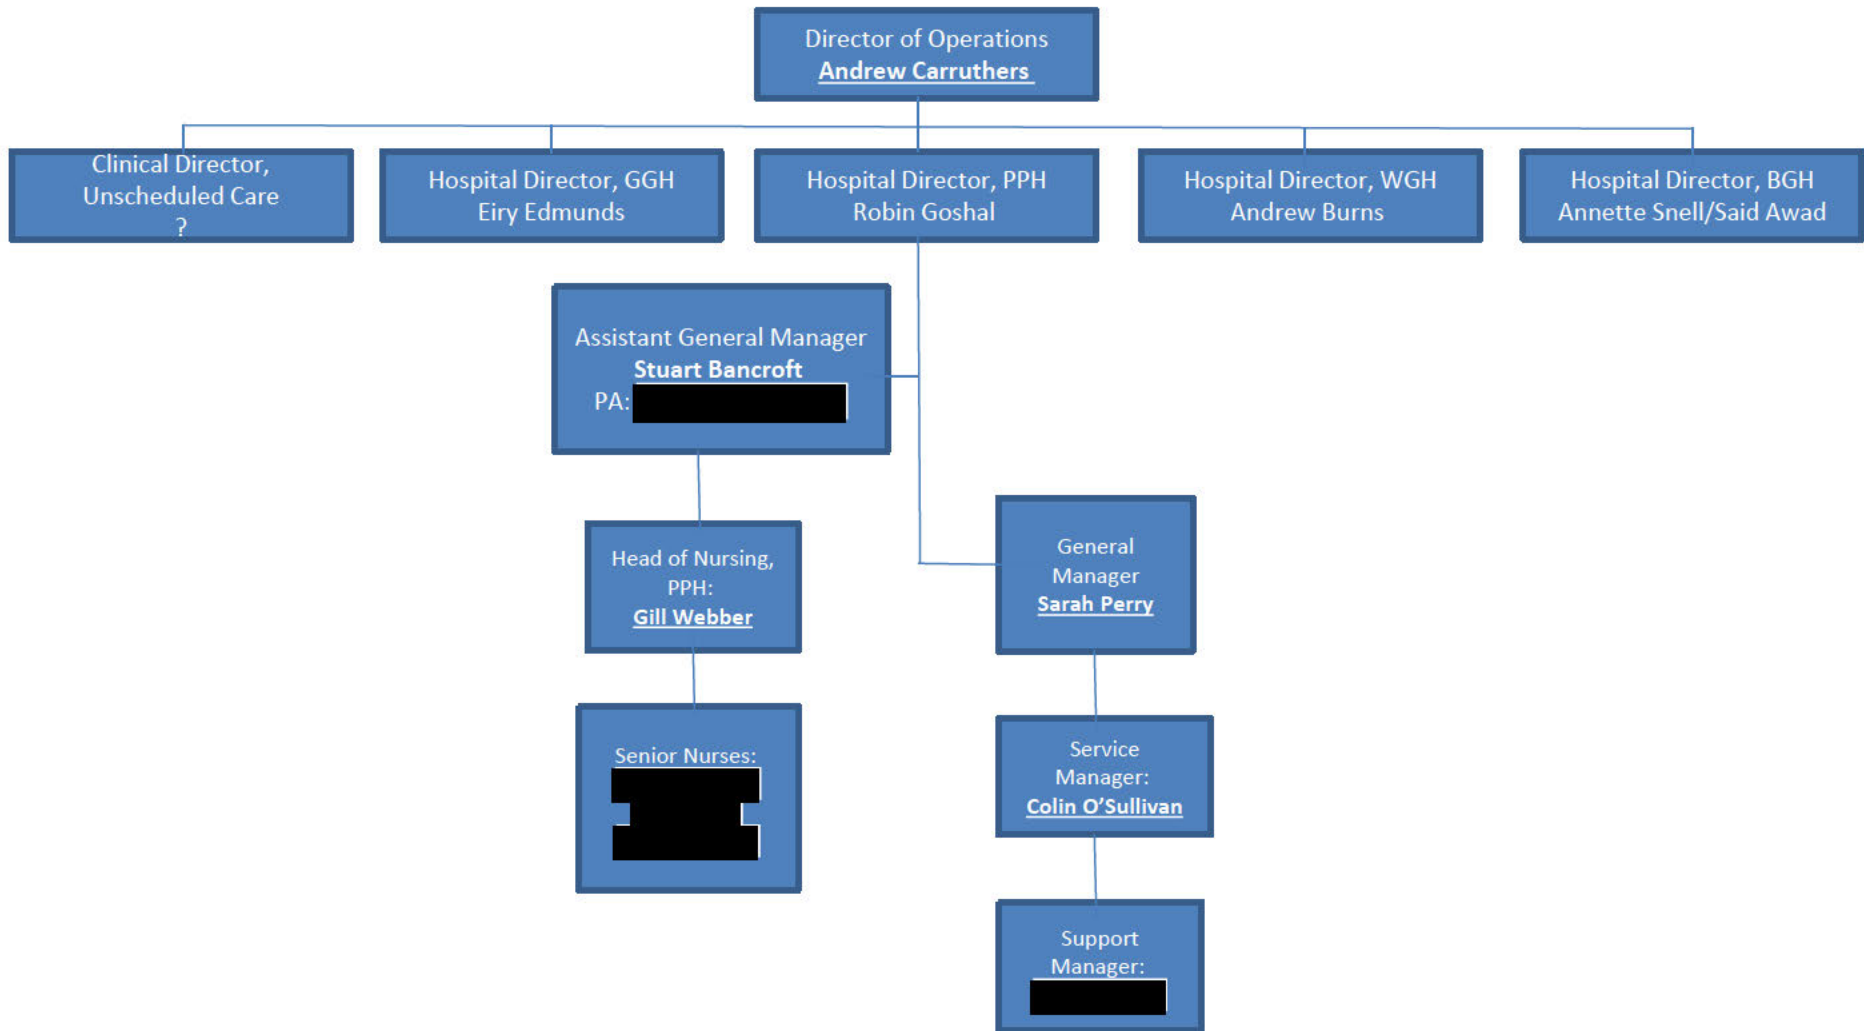 Director of Operations
Andrew Carruthers
Clinical Director,
Unscheduled Care
?
Hospital Director, GGH
Eiry Edmunds
Hospital Director, PPH
Robin Goshal
Hospital Director, WGH
Andrew Burns
Hospital Director, BGH
Annette Snell/Said Awad
Assistant General Manager
Stuart Bancroft
PA:
Head of Nursing,
PPH:
Gill Webber
General
Manager
Sarah Perry
Senior Nurses:
Service
Manager:
Colin O’Sullivan
Support
Manager: